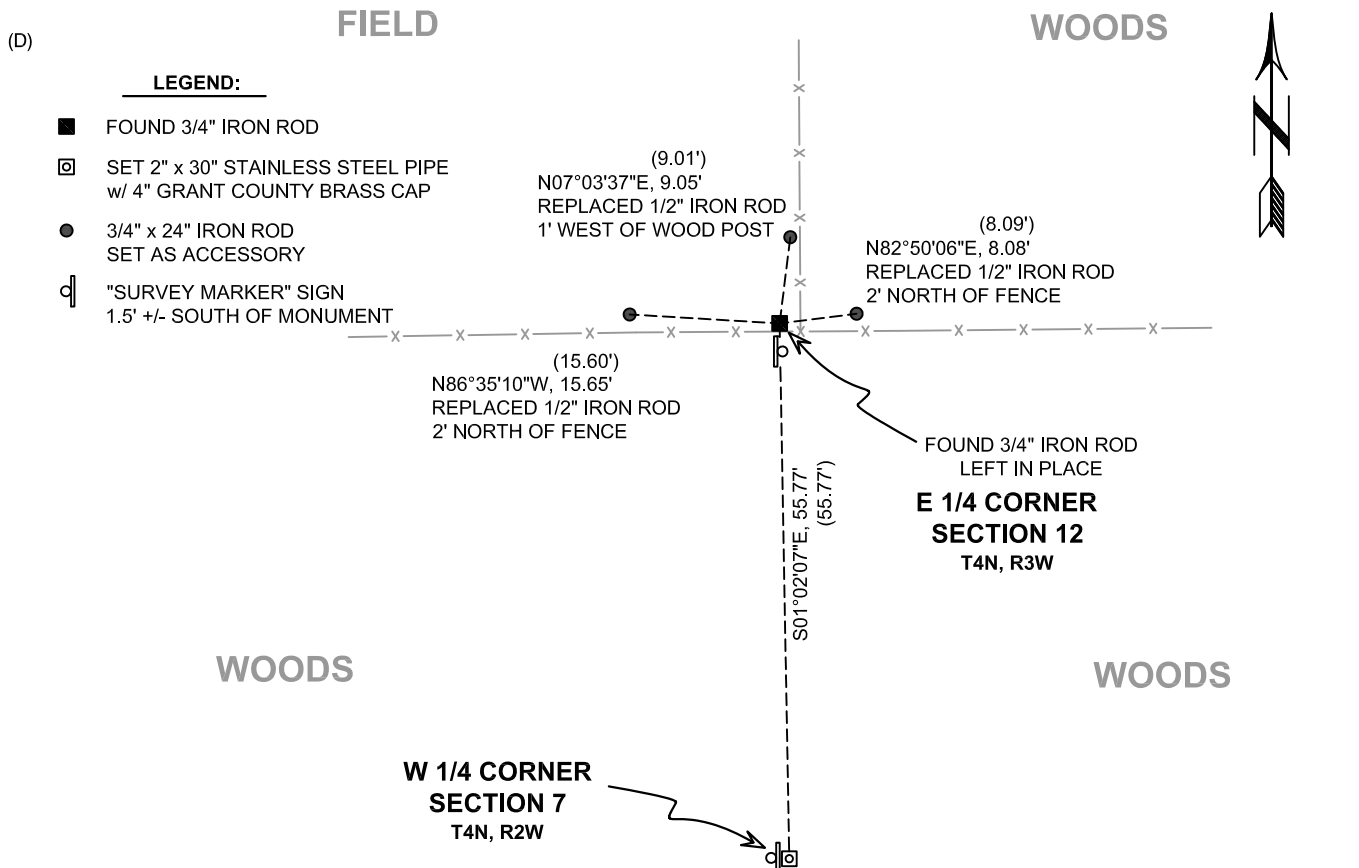 (D)
FIELD
WOODS
LEGEND:
FOUND 3/4" IRON ROD
SET 2" x 30" STAINLESS STEEL PIPE
w/ 4" GRANT COUNTY BRASS CAP
3/4" x 24" IRON ROD
SET AS ACCESSORY
"SURVEY MARKER" SIGN
1.5' +/- SOUTH OF MONUMENT
(9.01')
N07°03'37"E, 9.05'
REPLACED 1/2" IRON ROD
1' WEST OF WOOD POST
(8.09')
N82°50'06"E, 8.08'
REPLACED 1/2" IRON ROD
2' NORTH OF FENCE
(15.60')
N86°35'10"W, 15.65'
REPLACED 1/2" IRON ROD
2' NORTH OF FENCE
N
FOUND 3/4" IRON ROD
LEFT IN PLACE
E 1/4 CORNER
SECTION 12
T4N, R3W
S01°02'07"E, 55.77'
(55.77')
WOODS
WOODS
W 1/4 CORNER
SECTION 7
T4N, R2W